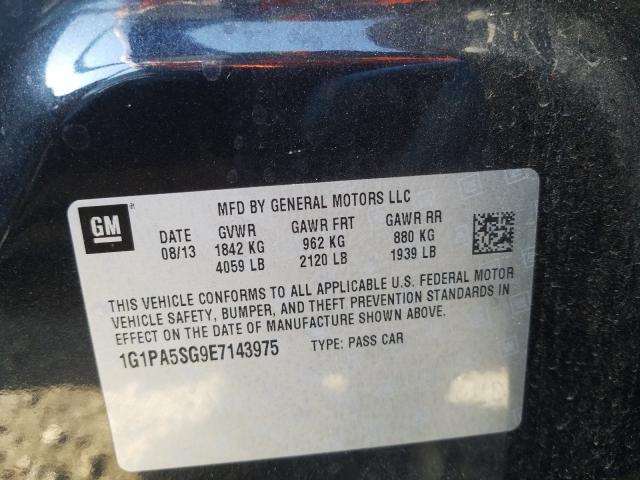 GM
MFD BY GENERAL MOTORS LLC
DATE GVWR GAWR FRT GAWR RR
08/13 1842 KG 962 KG 880 KG
4059 LB 2120 LB 1939 LB
THIS VEHICLE CONFORMS TO ALL APPLICABLE U.S. FEDERAL MOTOR
VEHICLE SAFETY, BUMPER, AND THEFT PREVENTION STANDARDS IN
EFFECT ON THE DATE OF MANUFACTURE SHOWN ABOVE.
1G1PA5SG9E7143975 TYPE: PASS CAR